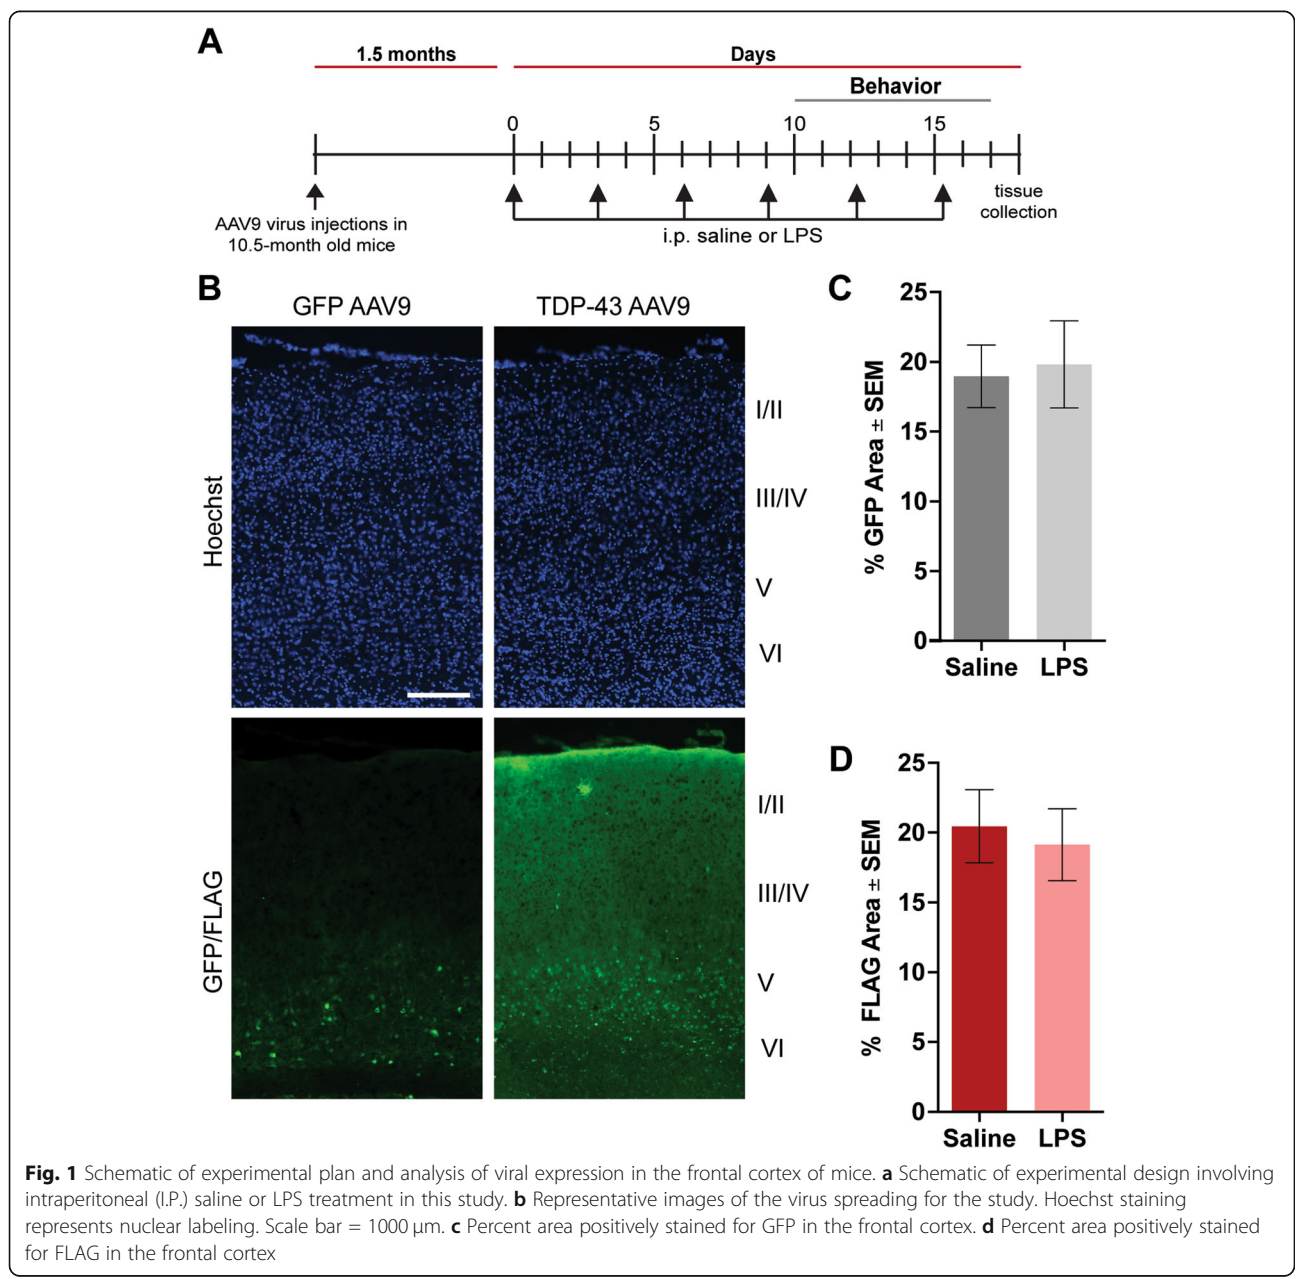 A
1.5 months
Days
Behavior
0 5 10 15
AAV9 virus injections in
10.5-month old mice
i.p. saline or LPS
tissue
collection
B
GFP AAV9
TDP-43 AAV9
Hoechst
I/II
III/IV
V
VI
GFP/FLAG
I/II
III/IV
V
VI
C
% GFP Area ± SEM
25
20
15
10
5
0
Saline LPS
D
% FLAG Area ± SEM
25
20
15
10
5
0
Saline LPS
Fig. 1 Schematic of experimental plan and analysis of viral expression in the frontal cortex of mice. a Schematic of experimental design involving
intraperitoneal (I.P.) saline or LPS treatment in this study. b Representative images of the virus spreading for the study. Hoechst staining
represents nuclear labeling. Scale bar = 1000 μm. c Percent area positively stained for GFP in the frontal cortex. d Percent area positively stained
for FLAG in the frontal cortex